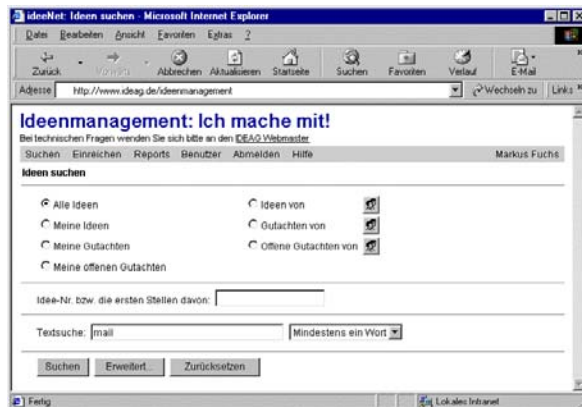 ideeNet: Ideen suchen - Microsoft Internet Explorer
Datei Bearbeiten Ansicht Favoriten Extras ?
Zurück Vorwärts Abbrechen Aktualisieren Startseite Suchen Favoriten Verlauf E-Mail
Adresse http://www.ideag.de/ideenmanagement Wechseln zu Links
Ideenmanagement: Ich mache mit!
Bei technischen Fragen wenden Sie sich bitte an den IDEAG Webmaster
Suchen Einreichen Reports Benutzer Abmelden Hilfe Markus Fuchs
Ideen suchen
Alle Ideen Ideen von
Meine Ideen Gutachten von
Meine Gutachten Offene Gutachten von
Meine offenen Gutachten
Idee-Nr. bzw. die ersten Stellen davon:
Textsuche: mail Mindestens ein Wort
Suchen Erweitert... Zurücksetzen
Fertig Lokales Intranet